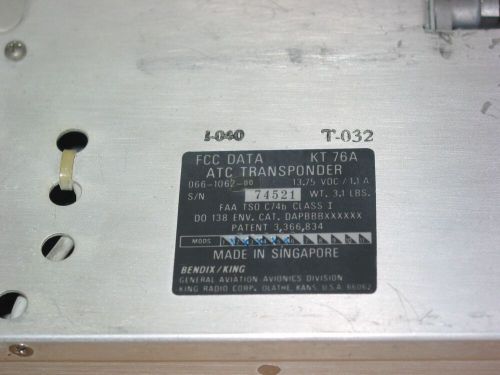 I-040 T-032
FCC DATA KT 76A
ATC TRANSPONDER
066-1062-00 13.75 VDC / 1.1 A
S/N 74521 WT. 3.1 LBS.
FAA TSO C74b CLASS I
DO 138 ENV. CAT. DAPBBBXXXXXX
PATENT 3,366,834
MODS
MADE IN SINGAPORE
BENDIX/KING
GENERAL AVIATION AVIONICS DIVISION
KING RADIO CORP. OLATHE, KANS. U.S.A. 66062